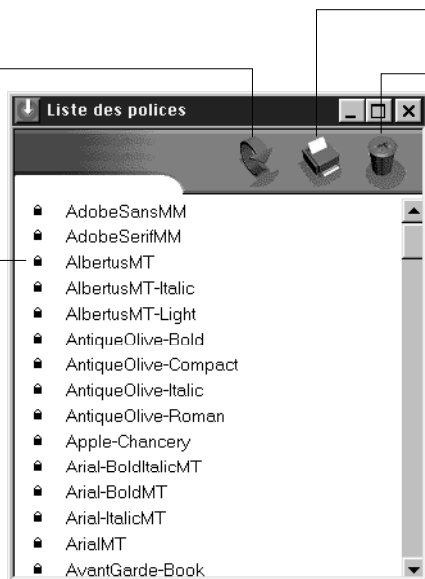 Liste des polices
AdobeSansMM
AdobeSerifMM
AlbertusMT
AlbertusMT-Italic
AlbertusMT-Light
AntiqueOlive-Bold
AntiqueOlive-Compact
AntiqueOlive-Italic
AntiqueOlive-Roman
Apple-Chancery
Arial-BoldItalicMT
Arial-BoldMT
Arial-ItalicMT
ArialMT
AvantGarde-Book